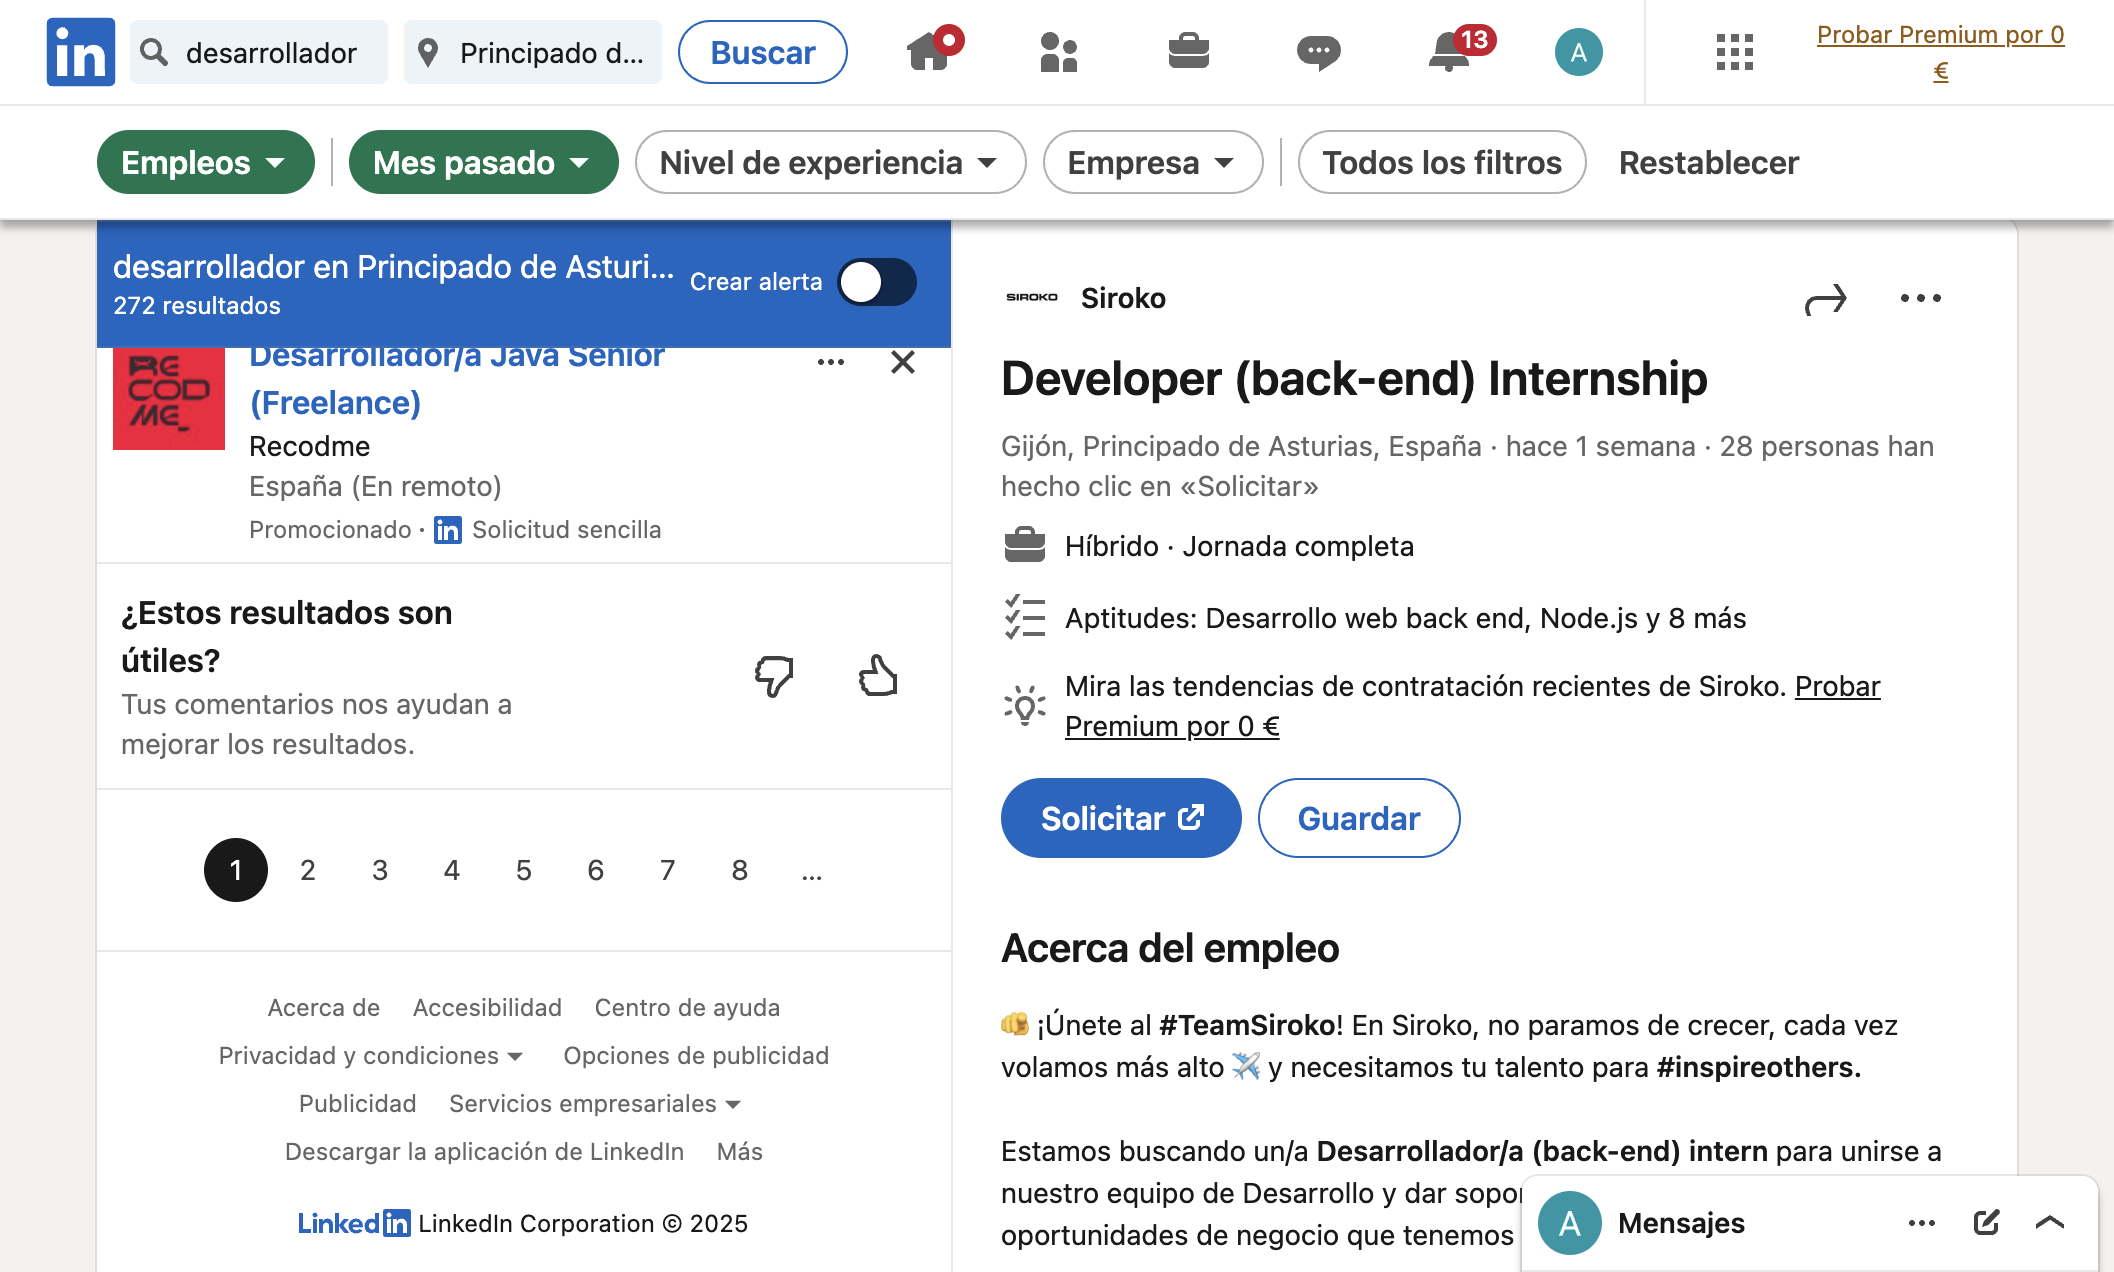 in
desarrollador
Principado d...
Buscar
13
A
Probar Premium por 0
€
Empleos
Mes pasado
Nivel de experiencia
Empresa
Todos los filtros
Restablecer
desarrollador en Principado de Asturi...
272 resultados
Crear alerta
RE
COD
ME_
Desarrollador/a Java Senior
(Freelance)
Recodme
España (En remoto)
Promocionado · in Solicitud sencilla
¿Estos resultados son
útiles?
Tus comentarios nos ayudan a
mejorar los resultados.
1 2 3 4 5 6 7 8 ...
Acerca de Accesibilidad Centro de ayuda
Privacidad y condiciones Opciones de publicidad
Publicidad Servicios empresariales
Descargar la aplicación de LinkedIn Más
Linked in LinkedIn Corporation © 2025
SIROKO Siroko
Developer (back-end) Internship
Gijón, Principado de Asturias, España · hace 1 semana · 28 personas han
hecho clic en «Solicitar»
Híbrido · Jornada completa
Aptitudes: Desarrollo web back end, Node.js y 8 más
Mira las tendencias de contratación recientes de Siroko. Probar
Premium por 0 €
Solicitar
Guardar
Acerca del empleo
👊 ¡Únete al #TeamSiroko! En Siroko, no paramos de crecer, cada vez
volamos más alto ✈️ y necesitamos tu talento para #inspireothers.
Estamos buscando un/a Desarrollador/a (back-end) intern para unirse a
nuestro equipo de Desarrollo y dar sopor
oportunidades de negocio que tenemos
A Mensajes